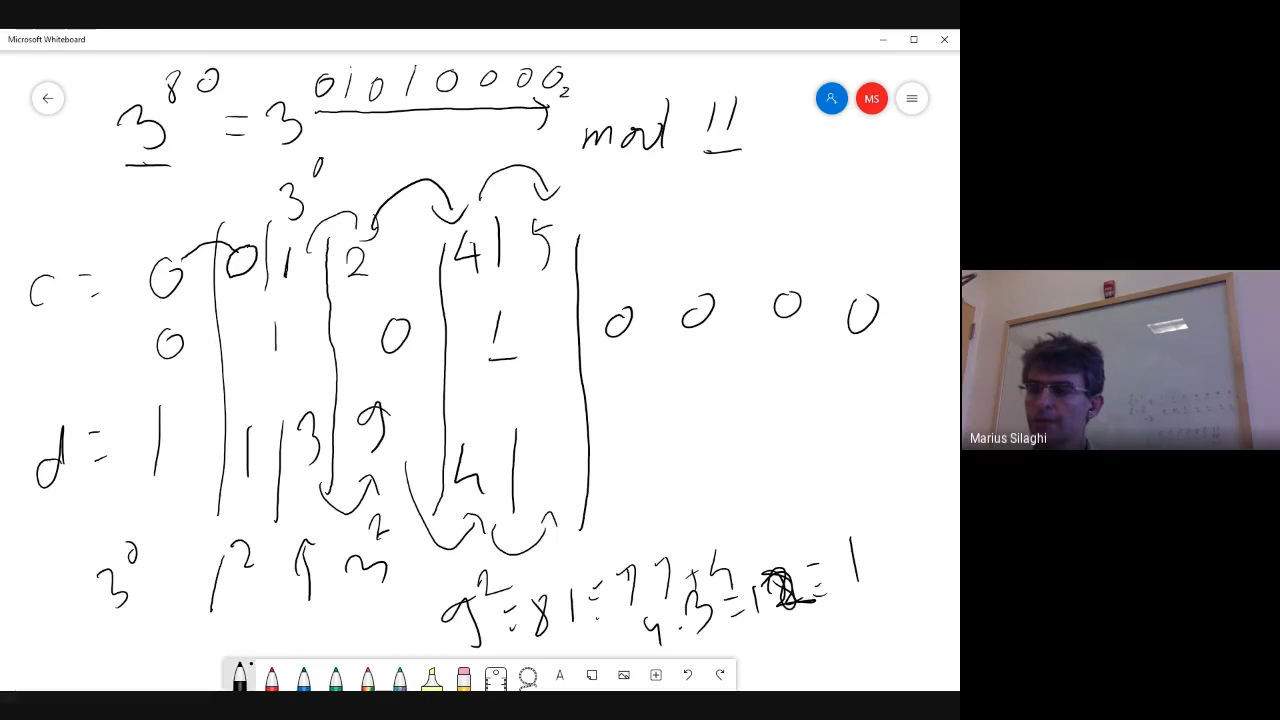 Microsoft Whiteboard
3^80 = 3^01010000₂ mod 11
MS
3^0
c = 0 | 0 | 1 | 2 | 4 | 5 |
0 1 0 1 0 0 0 0
Marius Silaghi
d = 1 | 1 | 3 | 9 | 4 |
3^0 1^2 9 3^2 9^2 = 81 = 77+4
4.3 = 12 = 1
A